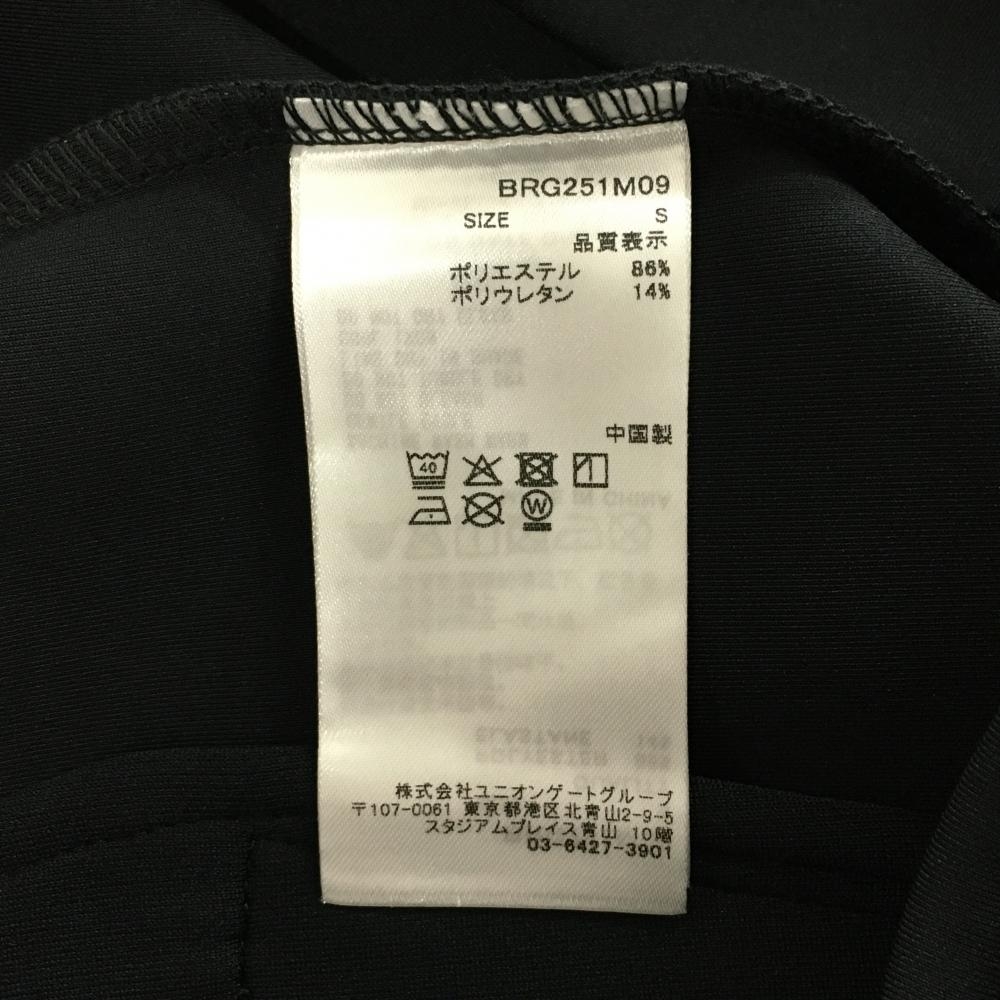 BRG251M09
SIZE S
品質表示
ポリエステル 86%
ポリウレタン 14%
中国製
40
W
株式会社ユニオンゲートグループ
〒107-0061 東京都港区北青山2-9-5
スタジアムプレイス青山 10階
03-6427-3901